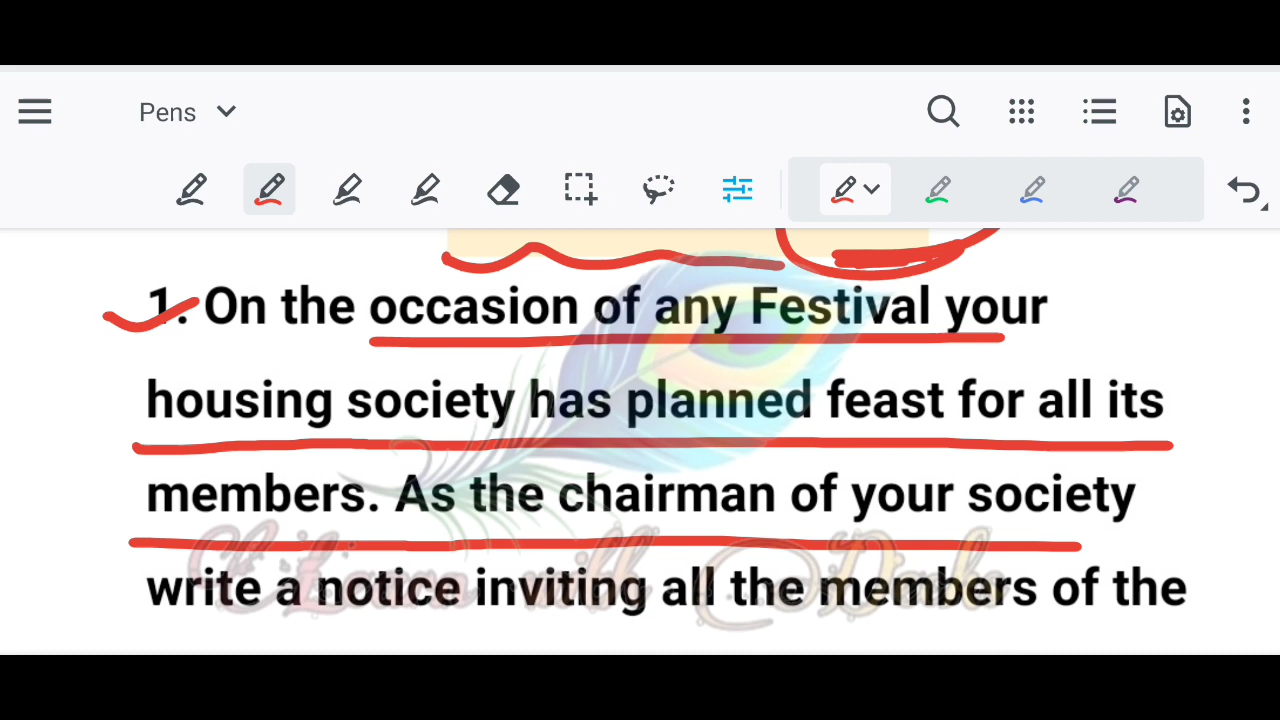 Pens
1. On the occasion of any Festival your
housing society has planned feast for all its
members. As the chairman of your society
write a notice inviting all the members of the